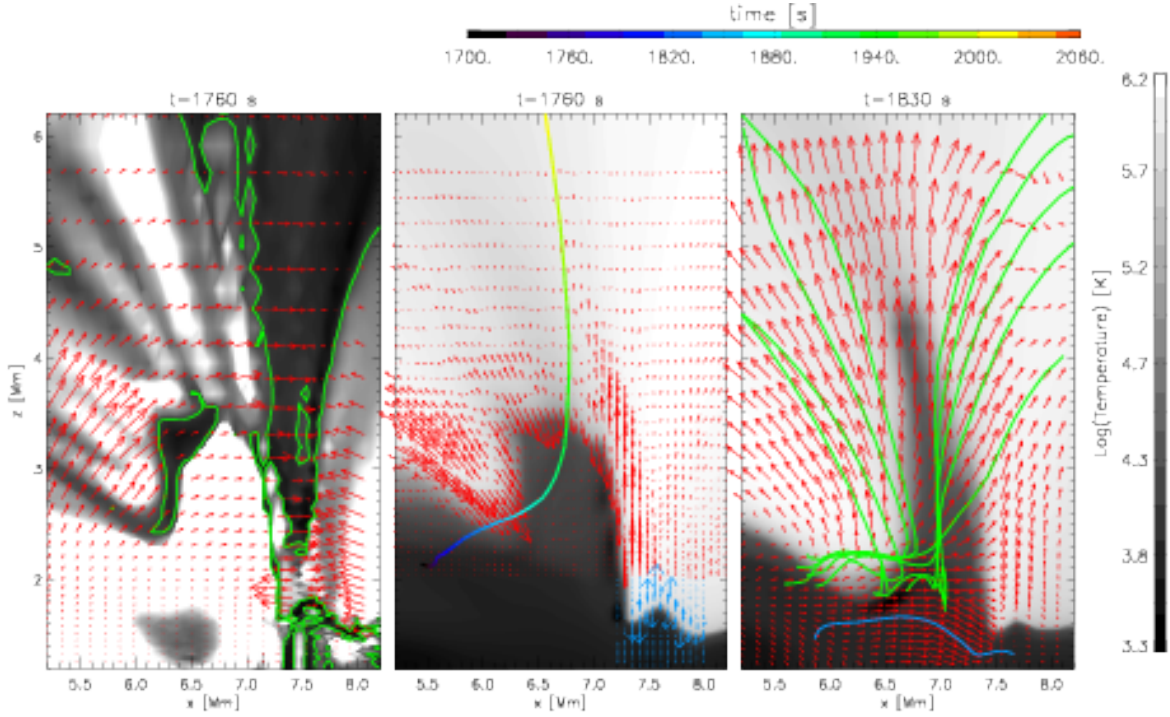 time [s]
1700. 1760. 1820. 1880. 1940. 2000. 2060.
t=1760 s t=1760 s t=1830 s
6.2
5.7
5.2
4.7
4.3
3.8
3.3
Log(Temperature) [K]
6
5
4
3
2
z [Mm]
5.5 6.0 6.5 7.0 7.5 8.0 5.5 6.0 6.5 7.0 7.5 8.0 5.5 6.0 6.5 7.0 7.5 8.0
x [Mm] x [Mm] x [Mm]